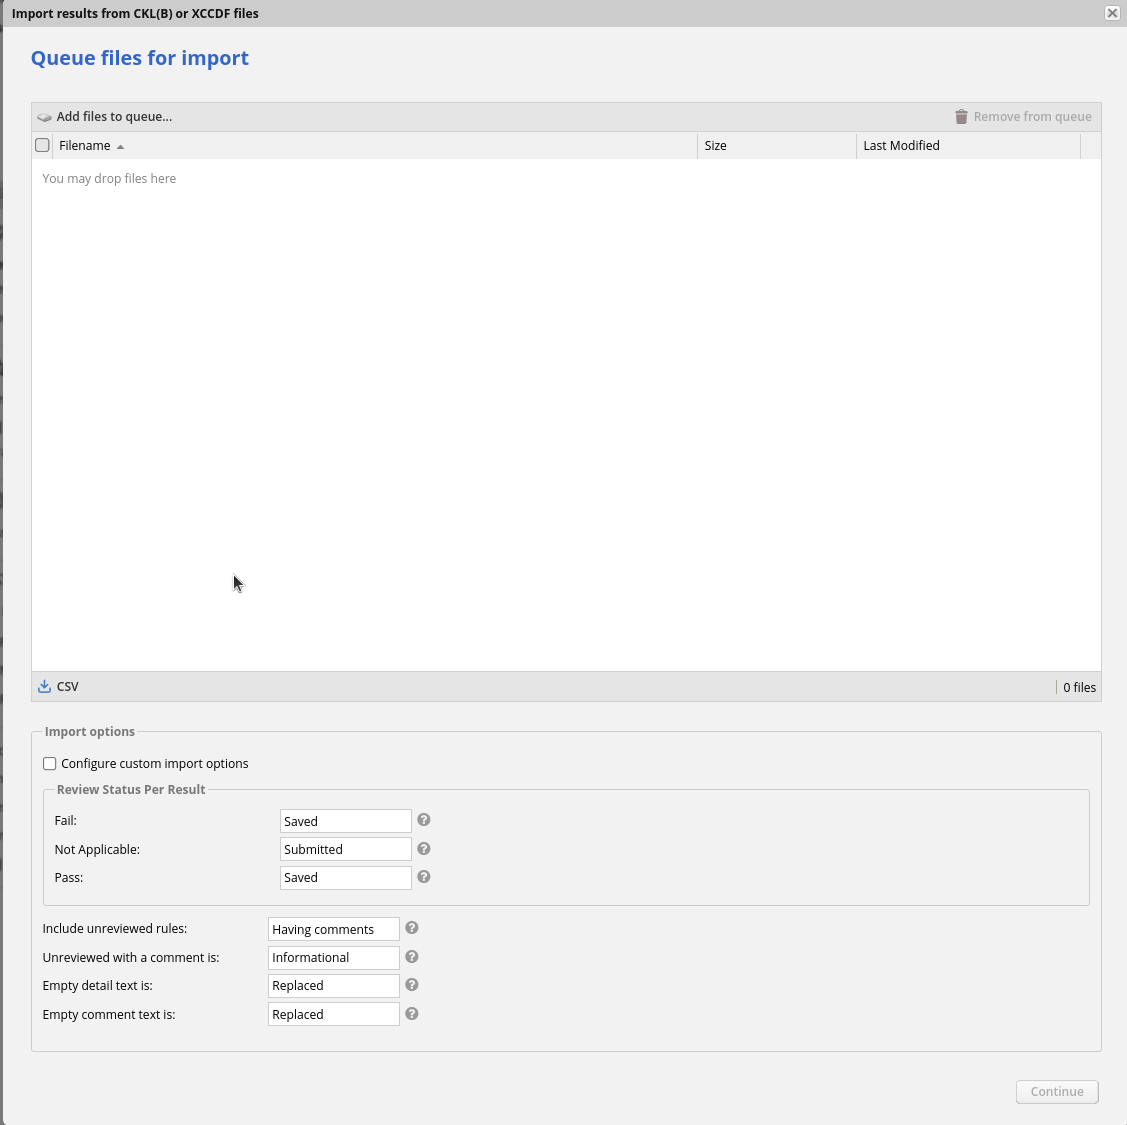 Import results from CKL(B) or XCCDF files
Queue files for import
Add files to queue...
Remove from queue
Filename
Size
Last Modified
You may drop files here
CSV
0 files
Import options
Configure custom import options
Review Status Per Result
Fail: Saved ?
Not Applicable: Submitted ?
Pass: Saved ?
Include unreviewed rules: Having comments ?
Unreviewed with a comment is: Informational ?
Empty detail text is: Replaced ?
Empty comment text is: Replaced ?
Continue